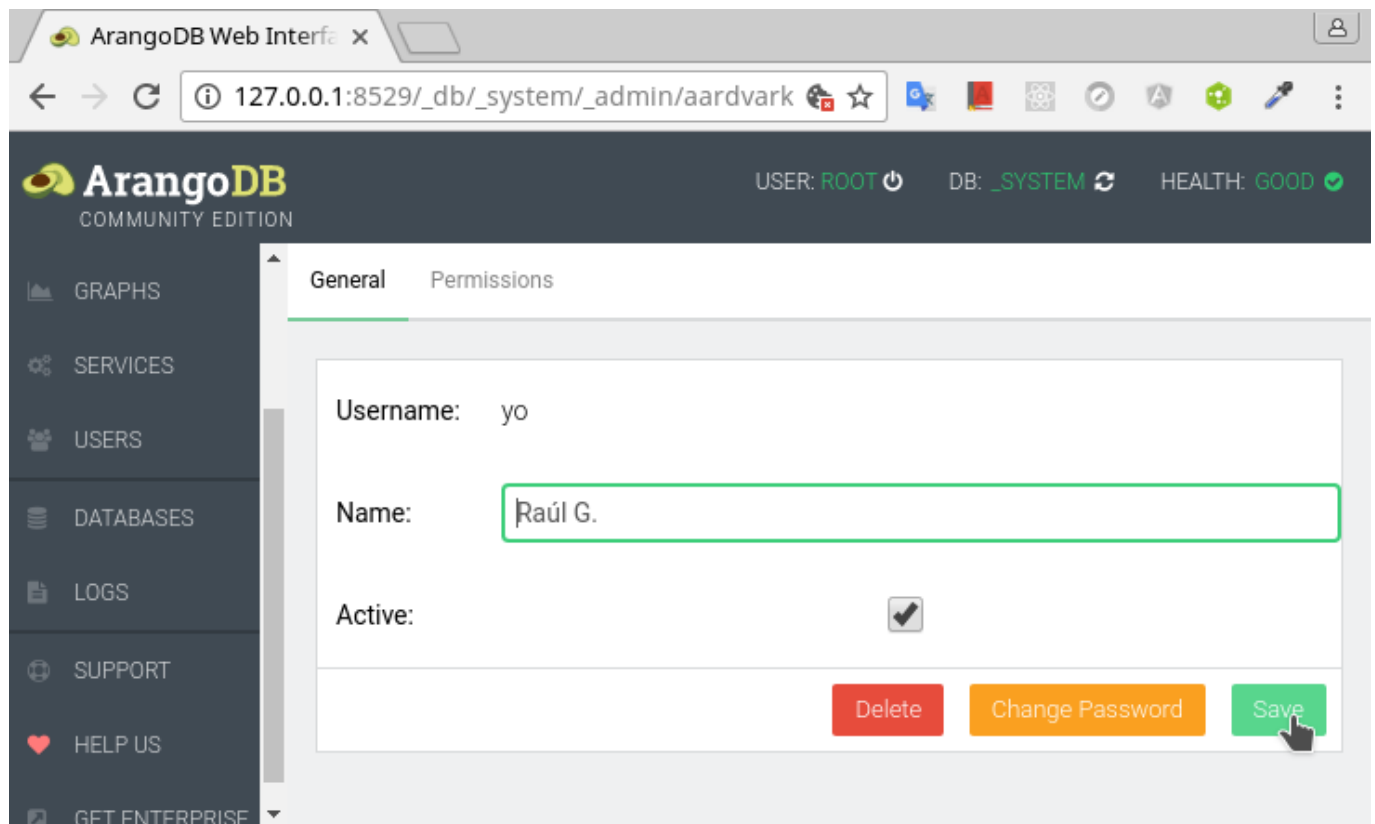 ArangoDB Web Interfa
127.0.0.1:8529/_db/_system/_admin/aardvark
ArangoDB
COMMUNITY EDITION
USER: ROOT DB: _SYSTEM HEALTH: GOOD
GRAPHS
SERVICES
USERS
DATABASES
LOGS
SUPPORT
HELP US
GET ENTERPRISE
General Permissions
Username: yo
Name: Raúl G.
Active:
Delete Change Password Save